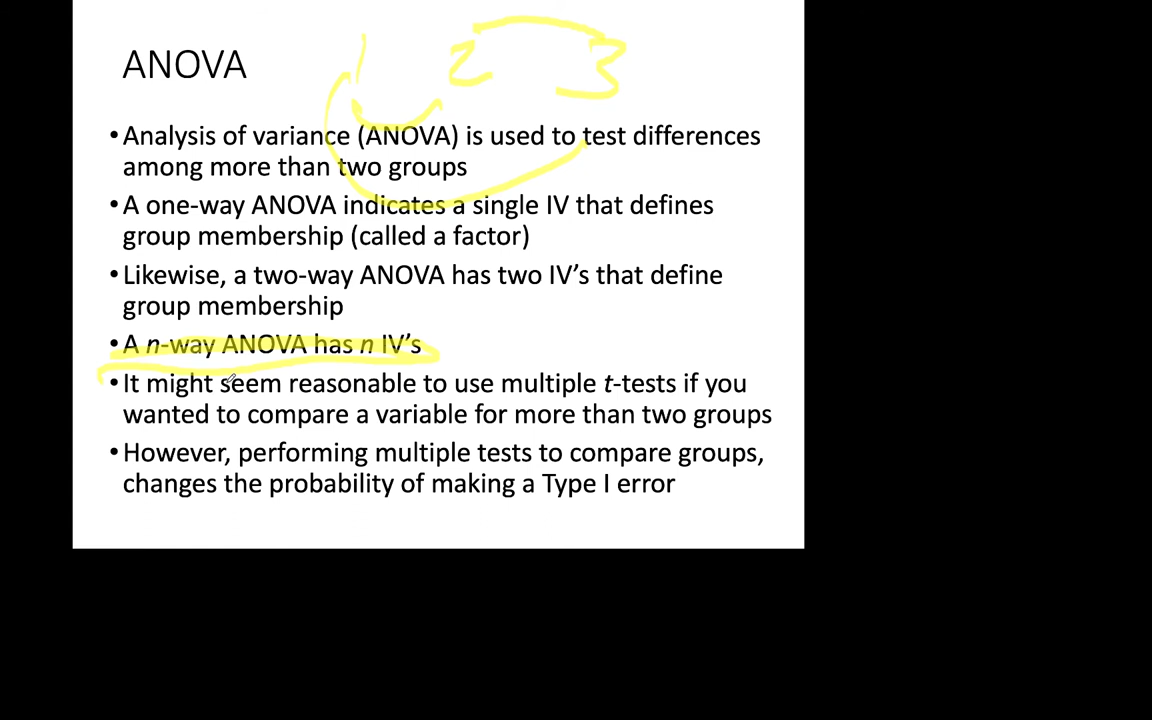 1 2 3
ANOVA
•Analysis of variance (ANOVA) is used to test differences
among more than two groups
•A one-way ANOVA indicates a single IV that defines
group membership (called a factor)
•Likewise, a two-way ANOVA has two IV’s that define
group membership
•A n-way ANOVA has n IV’s
•It might seem reasonable to use multiple t-tests if you
wanted to compare a variable for more than two groups
•However, performing multiple tests to compare groups,
changes the probability of making a Type I error